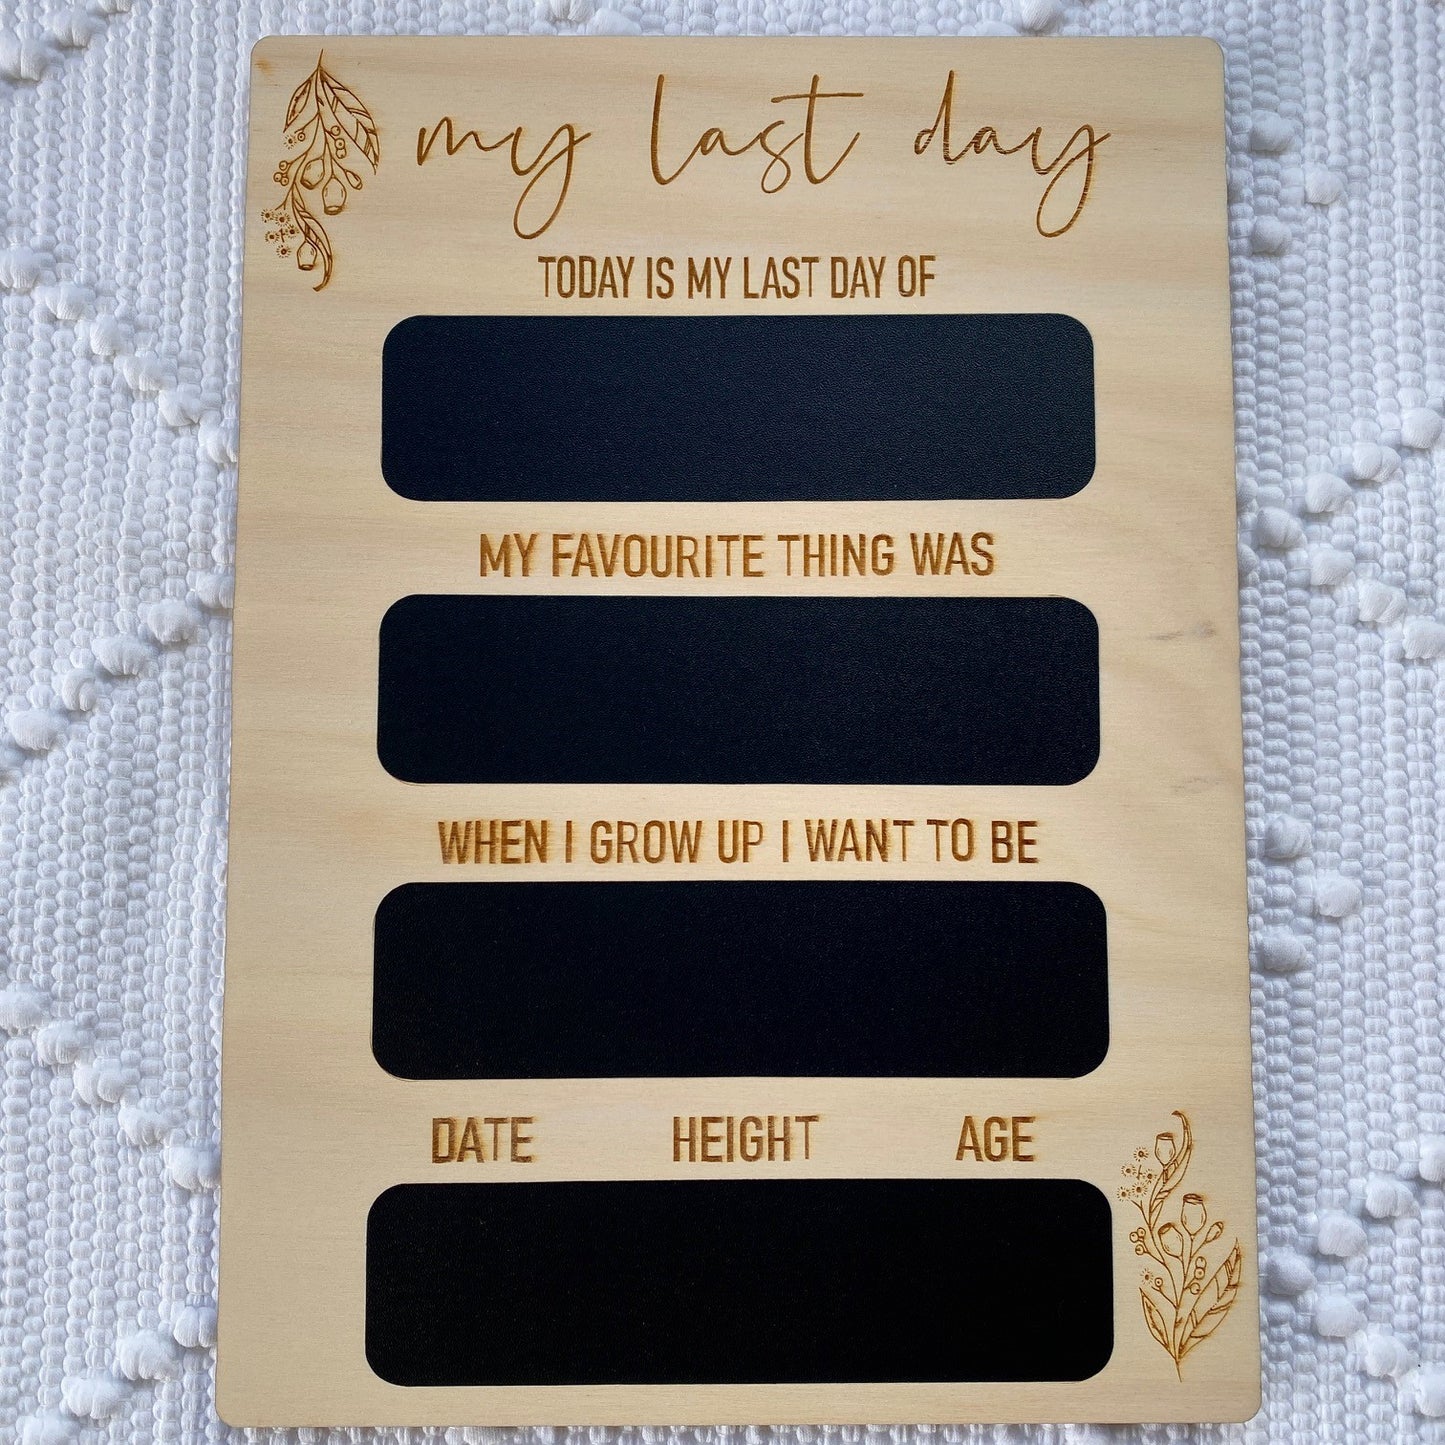 my last day
TODAY IS MY LAST DAY OF
MY FAVOURITE THING WAS
WHEN I GROW UP I WANT TO BE
DATE HEIGHT AGE